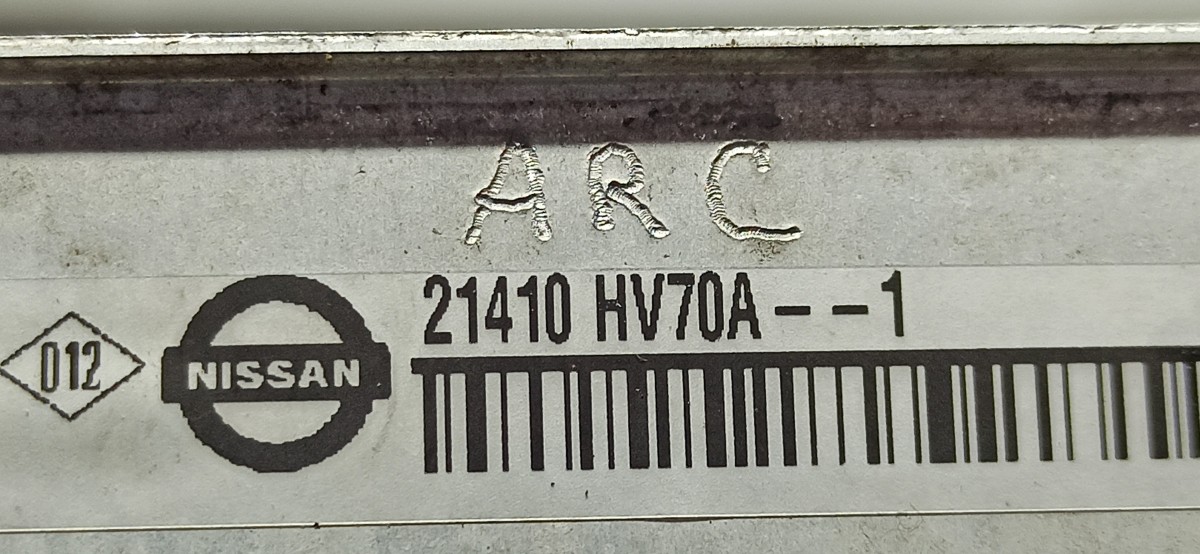 ARC
21410 HV70A--1
012
NISSAN